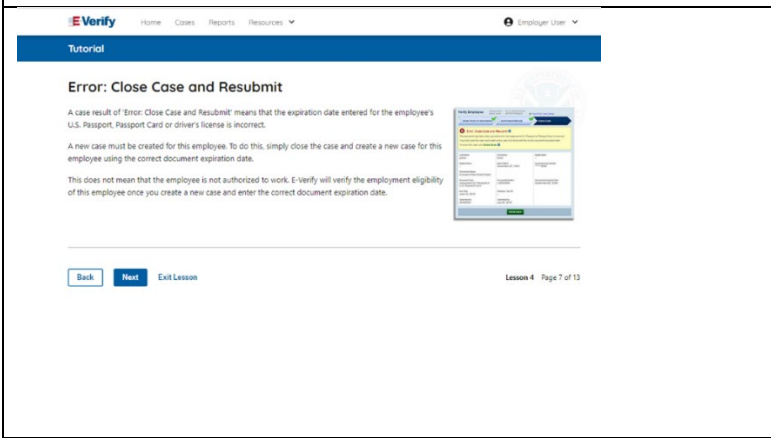 E-Verify Home Cases Reports Resources Employer User
Tutorial
Error: Close Case and Resubmit
A case result of 'Error: Close Case and Resubmit' means that the expiration date entered for the employee's
U.S. Passport, Passport Card or driver's license is incorrect.
A new case must be created for this employee. To do this, simply close the case and create a new case for this
employee using the correct document expiration date.
This does not mean that the employee is not authorized to work. E-Verify will verify the employment eligibility
of this employee once you create a new case and enter the correct document expiration date.
Back Next Exit Lesson Lesson 4 Page 7 of 13